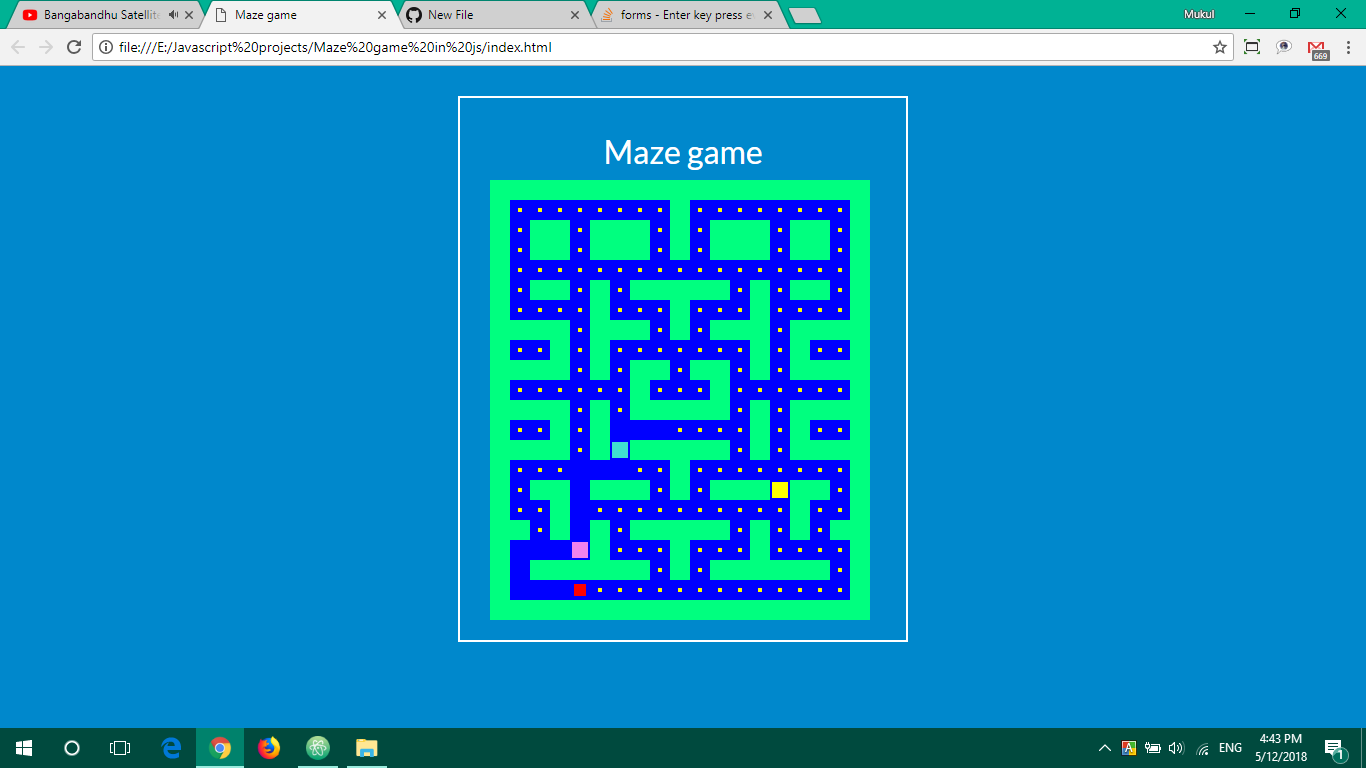 Bangabandhu Satellit
Maze game
New File
forms - Enter key press e
Mukul
file:///E:/Javascript%20projects/Maze%20game%20in%20js/index.html
669
Maze game
A
ENG
4:43 PM
5/12/2018
1